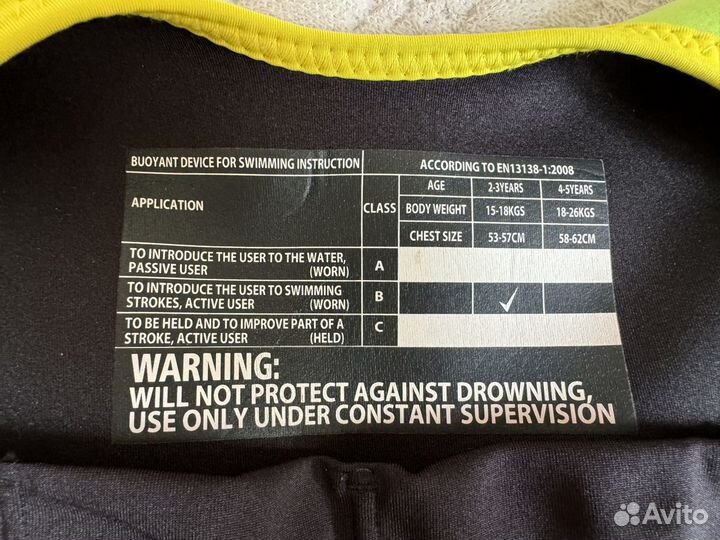 BUOYANT DEVICE FOR SWIMMING INSTRUCTION
ACCORDING TO EN13138-1:2008
APPLICATION
CLASS
AGE 2-3YEARS 4-5YEARS
BODY WEIGHT 15-18KGS 18-26KGS
CHEST SIZE 53-57CM 58-62CM
TO INTRODUCE THE USER TO THE WATER,
PASSIVE USER (WORN) A
TO INTRODUCE THE USER TO SWIMMING
STROKES, ACTIVE USER (WORN) B ✓
TO BE HELD AND TO IMPROVE PART OF A
STROKE, ACTIVE USER (HELD) C
WARNING:
WILL NOT PROTECT AGAINST DROWNING,
USE ONLY UNDER CONSTANT SUPERVISION
Avito